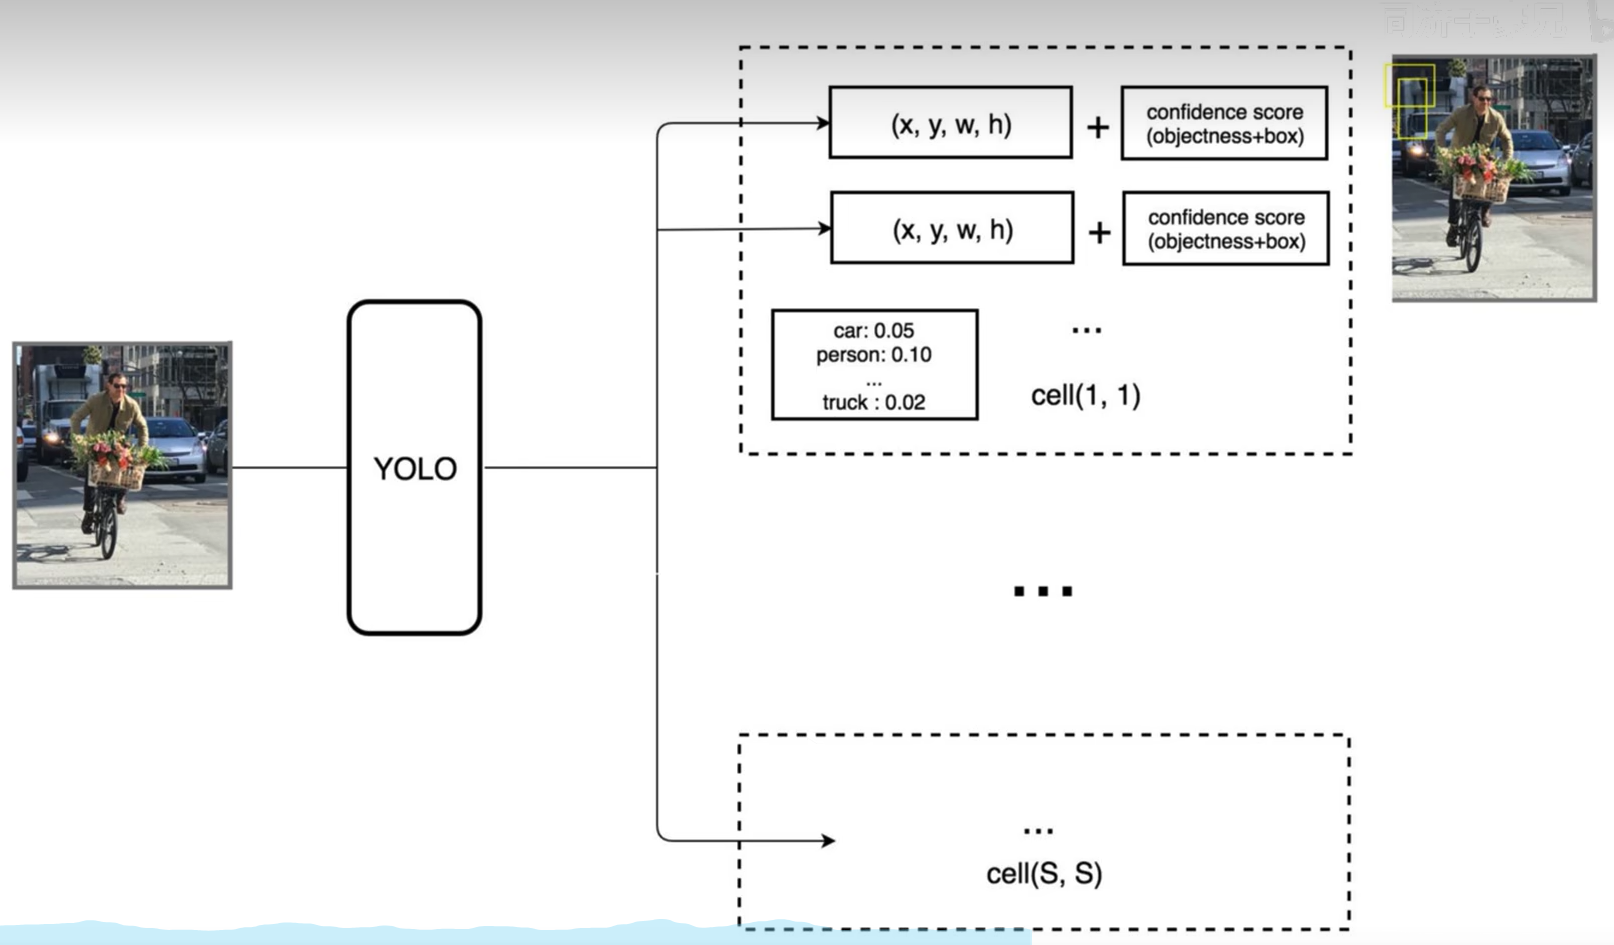 (x, y, w, h) + confidence score
(objectness+box)
(x, y, w, h) + confidence score
(objectness+box)
car: 0.05
person: 0.10
...
truck : 0.02
...
cell(1, 1)
YOLO
...
...
cell(S, S)